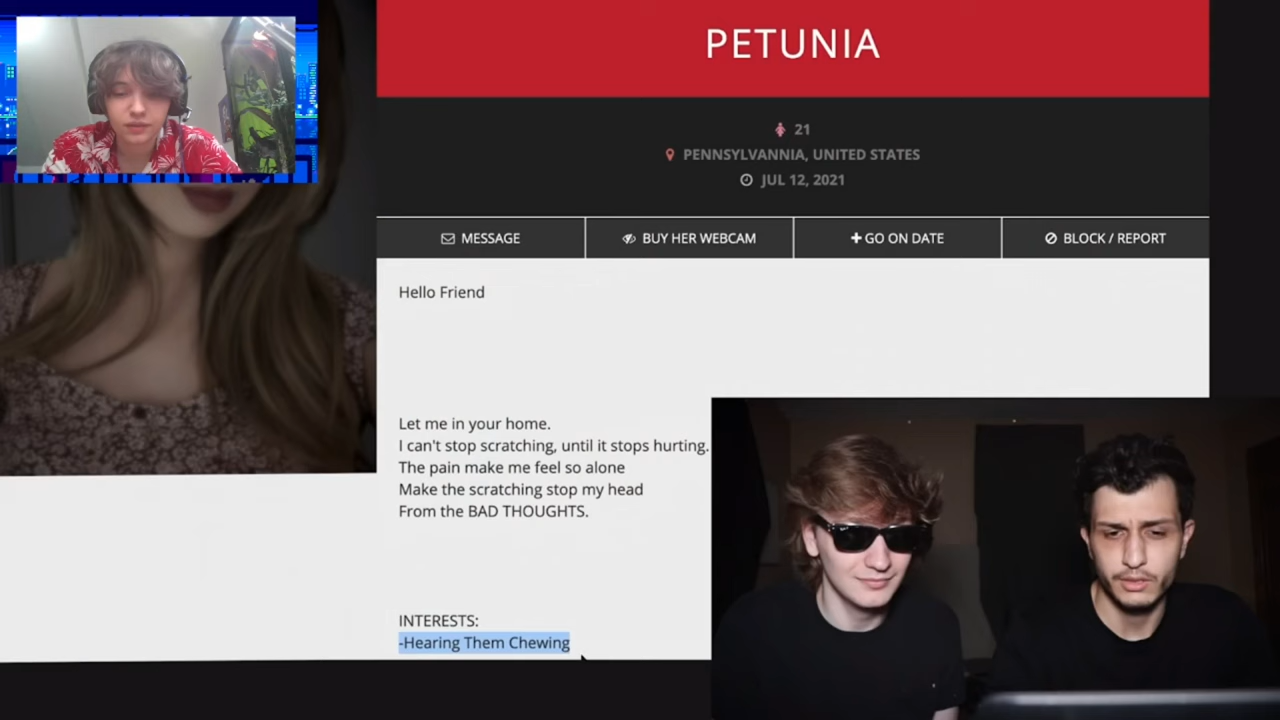 PETUNIA
21
PENNSYLVANNIA, UNITED STATES
JUL 12, 2021
MESSAGE
BUY HER WEBCAM
GO ON DATE
BLOCK / REPORT
Hello Friend
Let me in your home.
I can't stop scratching, until it stops hurting.
The pain make me feel so alone
Make the scratching stop my head
From the BAD THOUGHTS.
INTERESTS:
-Hearing Them Chewing